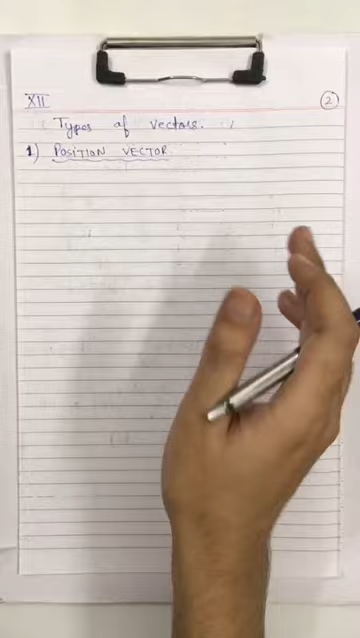 XII
2
Types of vectors.
1) POSITION VECTOR